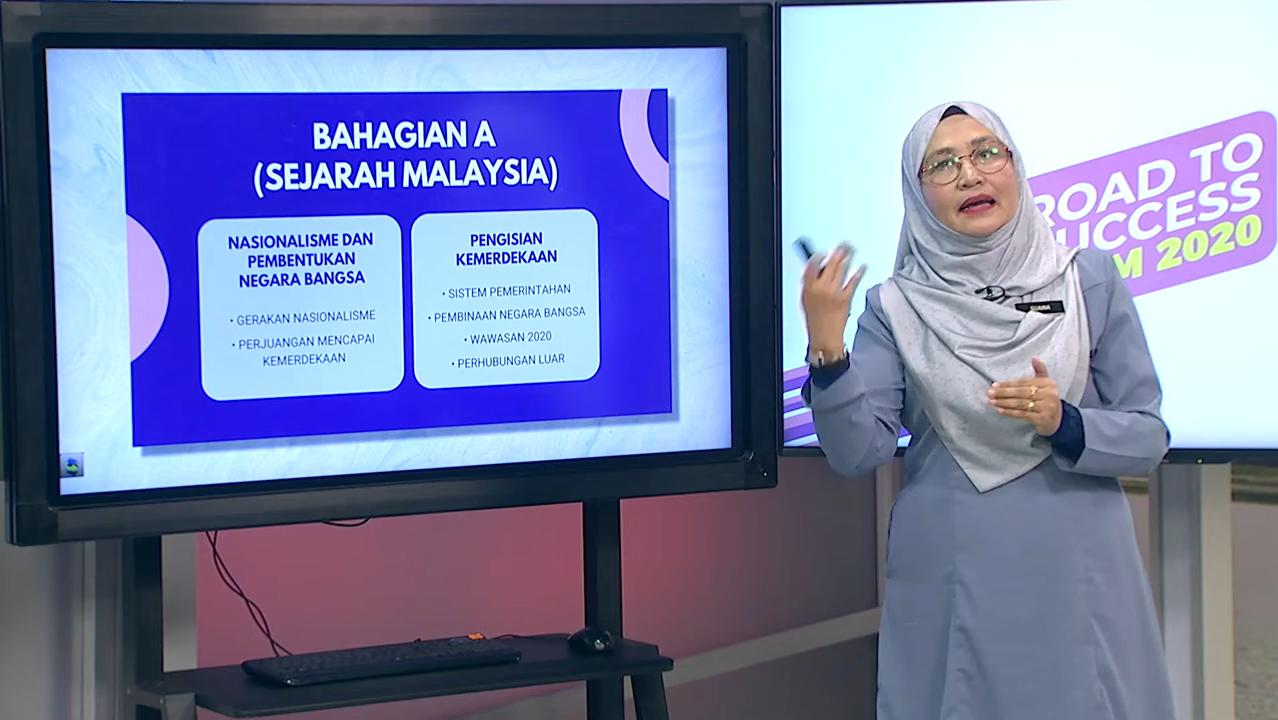 BAHAGIAN A
(SEJARAH MALAYSIA)
NASIONALISME DAN
PEMBENTUKAN
NEGARA BANGSA
• GERAKAN NASIONALISME
• PERJUANGAN MENCAPAI
KEMERDEKAAN
PENGISIAN
KEMERDEKAAN
• SISTEM PEMERINTAHAN
• PEMBINAAN NEGARA BANGSA
• WAWASAN 2020
• PERHUBUNGAN LUAR
ROAD TO
UCCESS
M 2020